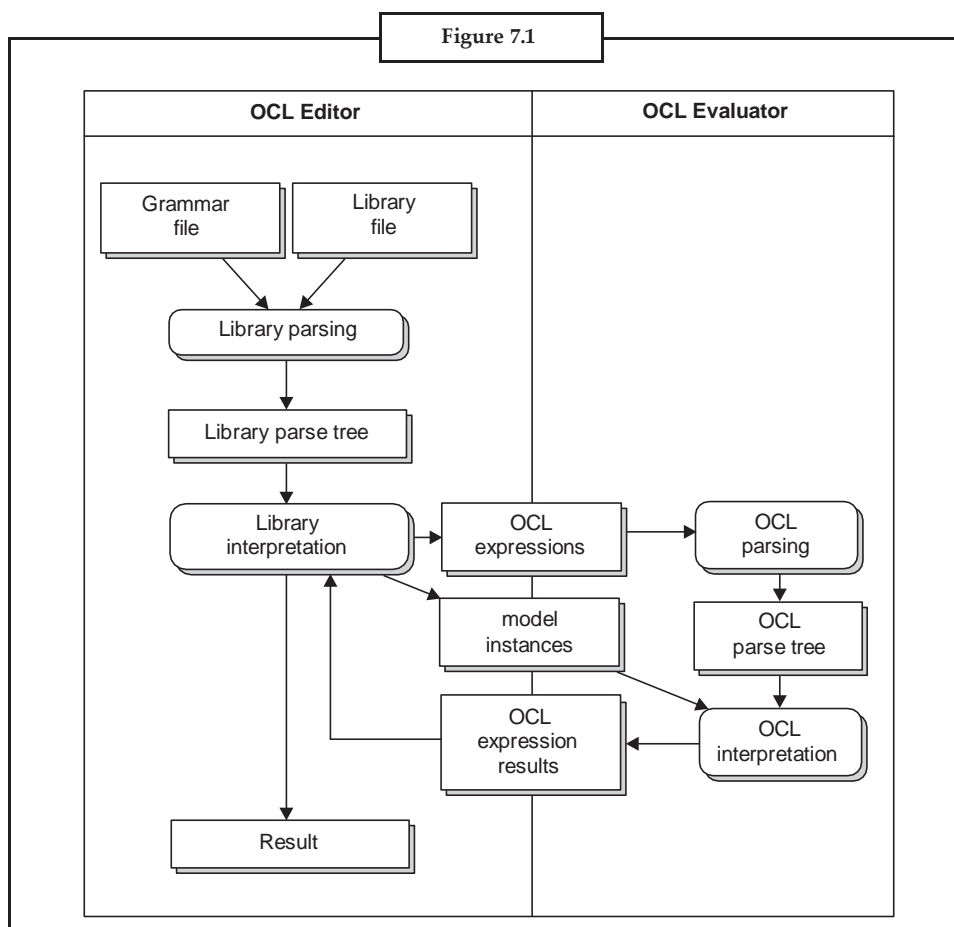 Figure 7.1
OCL Editor
OCL Evaluator
Grammar
file
Library
file
Library parsing
Library parse tree
Library
interpretation
OCL
expressions
OCL
parsing
model
instances
OCL
parse tree
OCL
expression
results
OCL
interpretation
Result